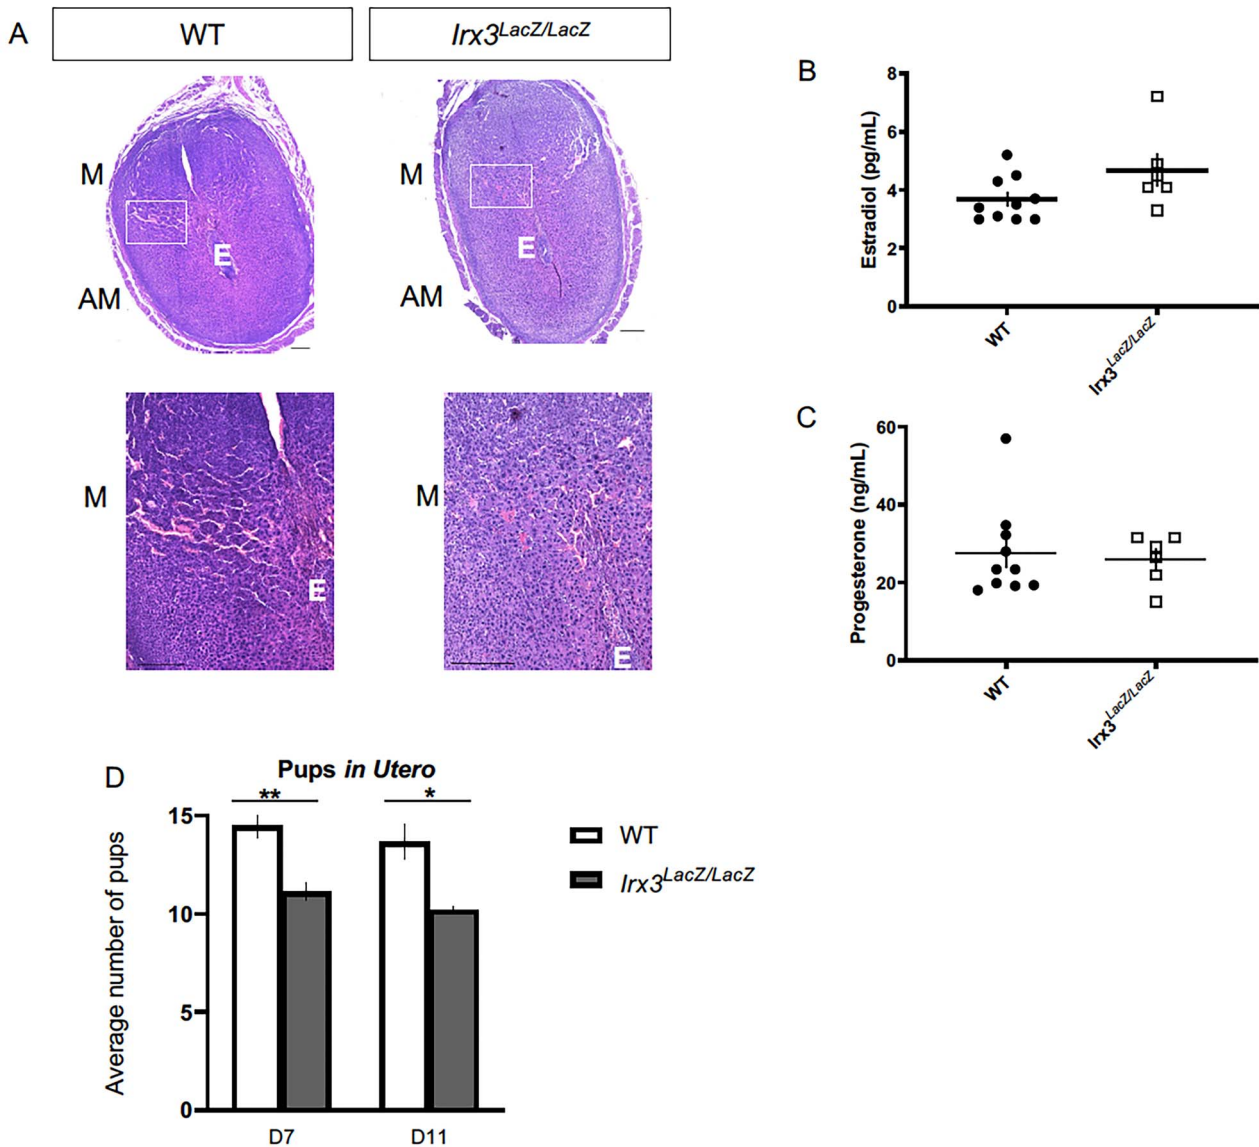 A
WT
Irx3LacZ/LacZ
M
AM
E
M
AM
E
M
E
M
E
B
Estradiol (pg/mL)
8
6
4
2
0
WT
Irx3LacZ/LacZ
C
Progesterone (ng/mL)
60
40
20
0
WT
Irx3LacZ/LacZ
D
Pups in Utero
** *
Average number of pups
15
10
5
0
D7 D11
WT
Irx3LacZ/LacZ